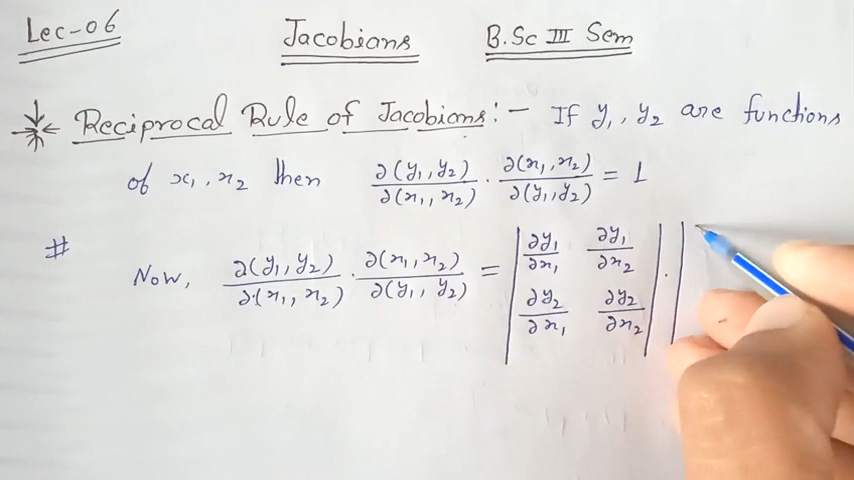 Lec-06 Jacobians B.Sc III Sem
Reciprocal Rule of Jacobians:- If y₁, y₂ are functions
of x₁, x₂ then ∂(y₁, y₂)/∂(x₁, x₂) · ∂(x₁, x₂)/∂(y₁, y₂) = 1
#
Now, ∂(y₁, y₂)/∂(x₁, x₂) · ∂(x₁, x₂)/∂(y₁, y₂) = | ∂y₁/∂x₁ ∂y₁/∂x₂ | · |
| ∂y₂/∂x₁ ∂y₂/∂x₂ |